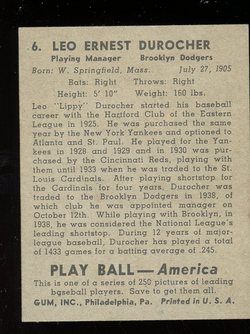 6. LEO ERNEST DUROCHER
Playing Manager Brooklyn Dodgers
Born: W. Springfield, Mass. July 27, 1905
Bats: Right Throws: Right
Height: 5' 10" Weight: 160 lbs.
Leo "Lippy" Durocher started his baseball
career with the Hartford Club of the Eastern
League in 1925. He was purchased by the
New York Yankees and optioned to
Atlanta and St. Paul. He played for the
Yankees in 1928 and 1929 and in 1930 was
purchased by the Cincinnati Reds, playing with
them until 1933 when he was traded to the St.
Louis Cardinals. After playing shortstop for
the Cardinals for four years, Durocher was
traded to the Brooklyn Dodgers in 1938, of
which club he was appointed manager on
October 12th. While playing with Brooklyn, in
1938, he was considered the National League's
leading shortstop. During 12 years of major-
league baseball, Durocher has played a total
of 1433 games for a batting average of .245.
PLAY BALL—America
This is one of a series of 250 pictures of leading
baseball players. Save to get them all.
GUM, INC., Philadelphia, Pa. Printed in U. S. A.